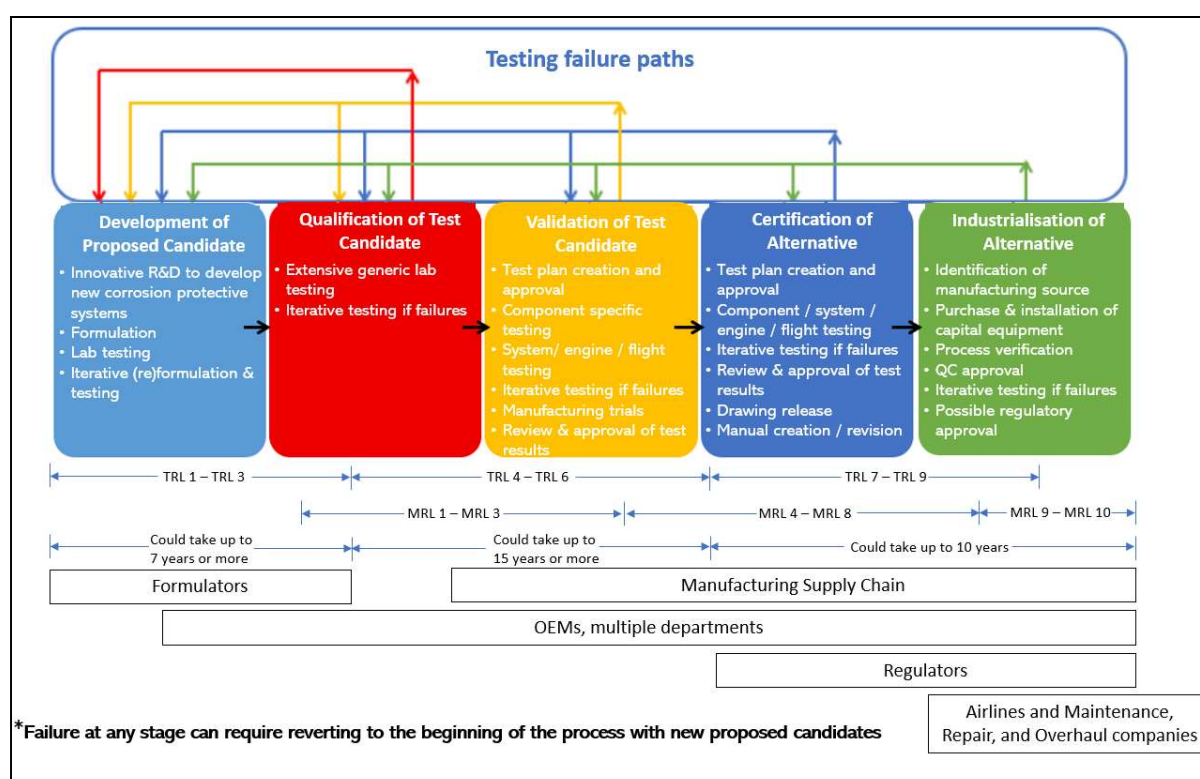 Testing failure paths
Development of
Proposed Candidate
• Innovative R&D to develop
new corrosion protective
systems
• Formulation
• Lab testing
• Iterative (re)formulation &
testing
Qualification of Test
Candidate
• Extensive generic lab
testing
• Iterative testing if failures
Validation of Test
Candidate
• Test plan creation and
approval
• Component specific
testing
• System/ engine / flight
testing
• Iterative testing if failures
• Manufacturing trials
• Review & approval of test
results
Certification of
Alternative
• Test plan creation and
approval
• Component / system /
engine / flight testing
• Iterative testing if failures
• Review & approval of test
results
• Drawing release
• Manual creation / revision
Industrialisation of
Alternative
• Identification of
manufacturing source
• Purchase & installation of
capital equipment
• Process verification
• QC approval
• Iterative testing if failures
• Possible regulatory
approval
TRL 1 – TRL 3
TRL 4 – TRL 6
TRL 7 – TRL 9
MRL 1 – MRL 3
MRL 4 – MRL 8
MRL 9 – MRL 10
Could take up to
7 years or more
Could take up to
15 years or more
Could take up to 10 years
Formulators
Manufacturing Supply Chain
OEMs, multiple departments
Regulators
Airlines and Maintenance,
Repair, and Overhaul companies
*Failure at any stage can require reverting to the beginning of the process with new proposed candidates